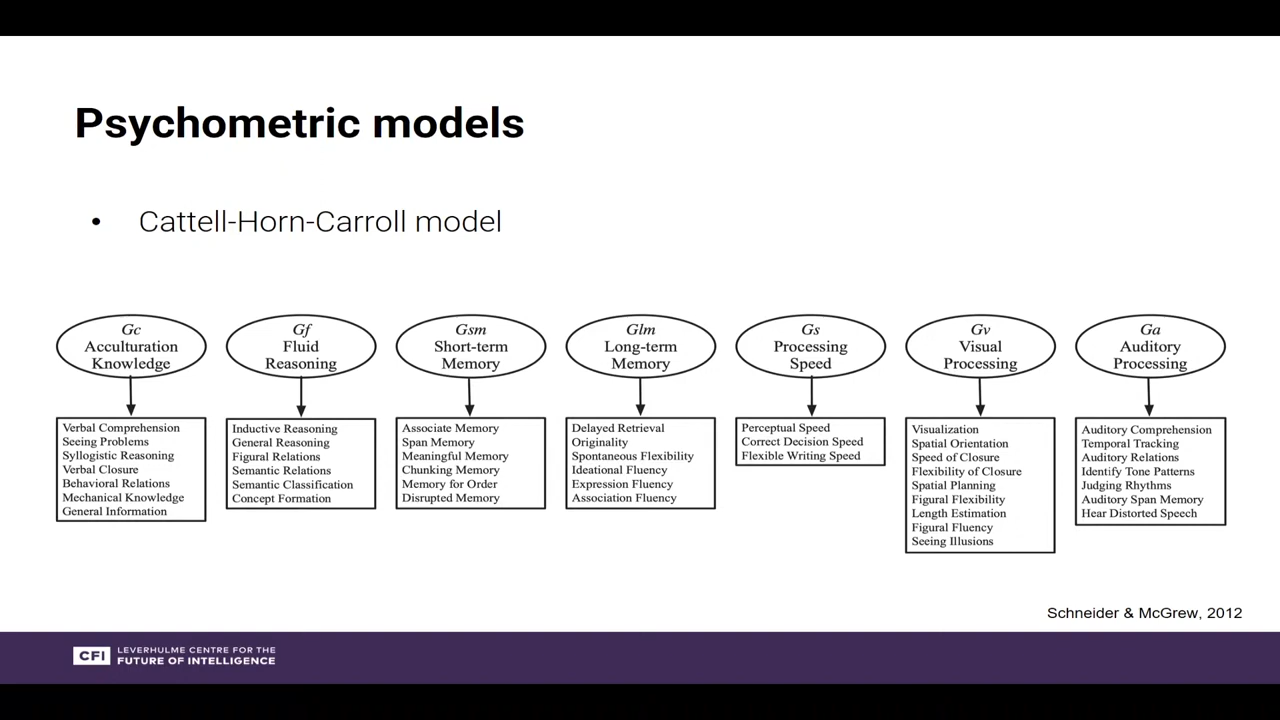 Psychometric models
• Cattell-Horn-Carroll model
Gc
Acculturation
Knowledge
Verbal Comprehension
Seeing Problems
Syllogistic Reasoning
Verbal Closure
Behavioral Relations
Mechanical Knowledge
General Information
Gf
Fluid
Reasoning
Inductive Reasoning
General Reasoning
Figural Relations
Semantic Relations
Semantic Classification
Concept Formation
Gsm
Short-term
Memory
Associate Memory
Span Memory
Meaningful Memory
Chunking Memory
Memory for Order
Disrupted Memory
Glm
Long-term
Memory
Delayed Retrieval
Originality
Spontaneous Flexibility
Ideational Fluency
Expression Fluency
Association Fluency
Gs
Processing
Speed
Perceptual Speed
Correct Decision Speed
Flexible Writing Speed
Gv
Visual
Processing
Visualization
Spatial Orientation
Speed of Closure
Flexibility of Closure
Spatial Planning
Figural Flexibility
Length Estimation
Figural Fluency
Seeing Illusions
Ga
Auditory
Processing
Auditory Comprehension
Temporal Tracking
Auditory Relations
Identify Tone Patterns
Judging Rhythms
Auditory Span Memory
Hear Distorted Speech
Schneider & McGrew, 2012
CFI
LEVERHULME CENTRE FOR THE
FUTURE OF INTELLIGENCE